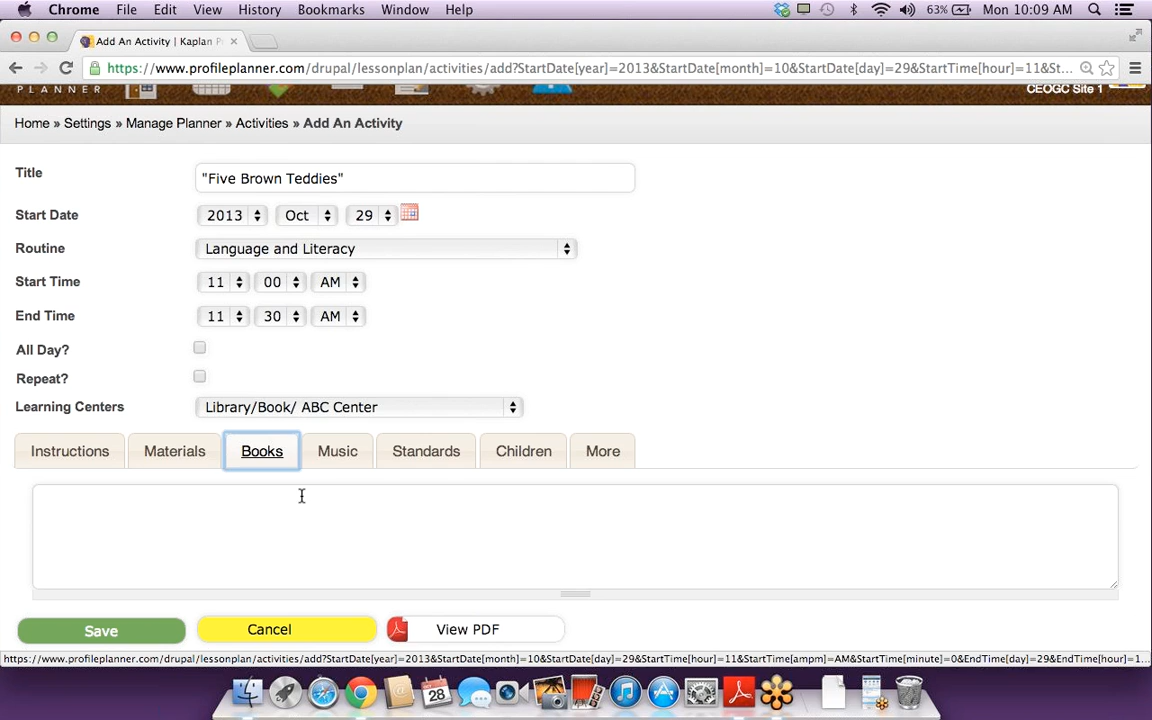 Chrome File Edit View History Bookmarks Window Help 63% Mon 10:09 AM
Add An Activity | Kaplan P
https://www.profileplanner.com/drupal/lessonplan/activities/add?StartDate[year]=2013&StartDate[month]=10&StartDate[day]=29&StartTime[hour]=11&St...
PLANNER CEOGC Site 1
Home » Settings » Manage Planner » Activities » Add An Activity
Title "Five Brown Teddies"
Start Date 2013 Oct 29
Routine Language and Literacy
Start Time 11 00 AM
End Time 11 30 AM
All Day?
Repeat?
Learning Centers Library/Book/ ABC Center
Instructions Materials Books Music Standards Children More
Save Cancel View PDF
https://www.profileplanner.com/drupal/lessonplan/activities/add?StartDate[year]=2013&StartDate[month]=10&StartDate[day]=29&StartTime[hour]=11&StartTime[ampm]=AM&StartTime[minute]=0&EndTime[day]=29&EndTime[hour]=1...
28